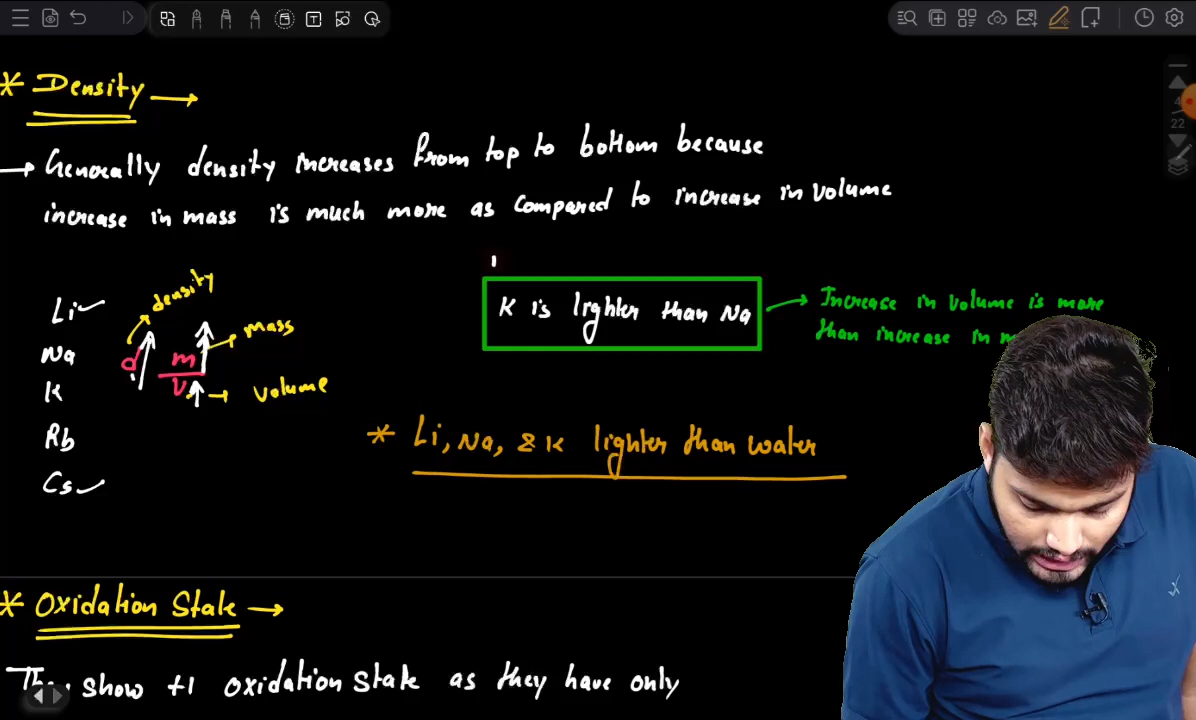 * Density →
→ Generally density increases from top to bottom because
increase in mass is much more as compared to increase in volume
Li
Na
K
Rb
Cs
density
d
m
v
mass
volume
K is lighter than Na
→ Increase in volume is more
than increase in
* Li, Na, & K lighter than water
* Oxidation State →
They show +1 oxidation state as they have only
22